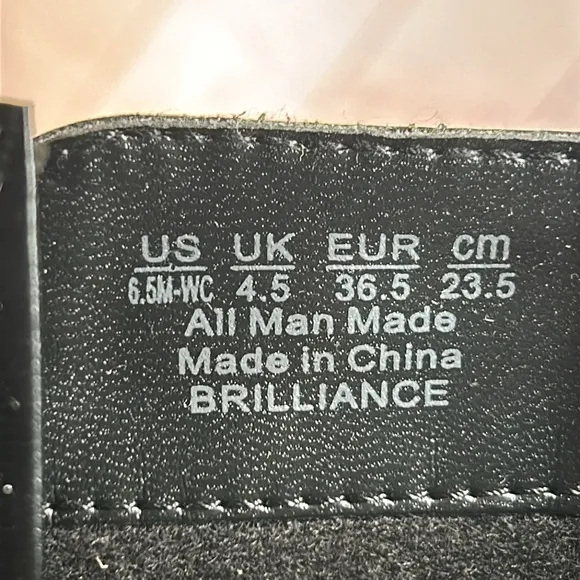 US UK EUR cm
6.5M-WC 4.5 36.5 23.5
All Man Made
Made in China
BRILLIANCE